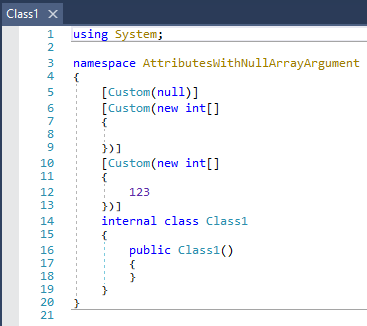 Class1
1 using System;
2
3 namespace AttributesWithNullArrayArgument
4 {
5 [Custom(null)]
6 [Custom(new int[]
7 {
8
9 })]
10 [Custom(new int[]
11 {
12 123
13 })]
14 internal class Class1
15 {
16 public Class1()
17 {
18 }
19 }
20 }
21